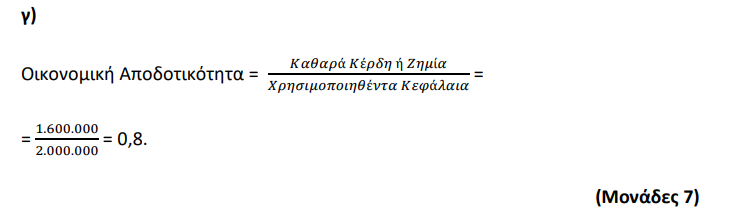 γ)
Οικονομική Αποδοτικότητα = Καθαρά Κέρδη ή Ζημία / Χρησιμοποιηθέντα Κεφάλαια =
= 1.600.000 / 2.000.000 = 0,8.
(Μονάδες 7)